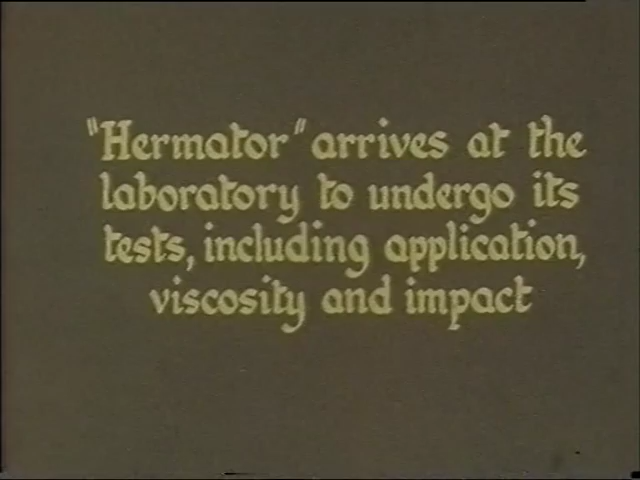 "Hermator" arrives at the
laboratory to undergo its
tests, including application,
viscosity and impact